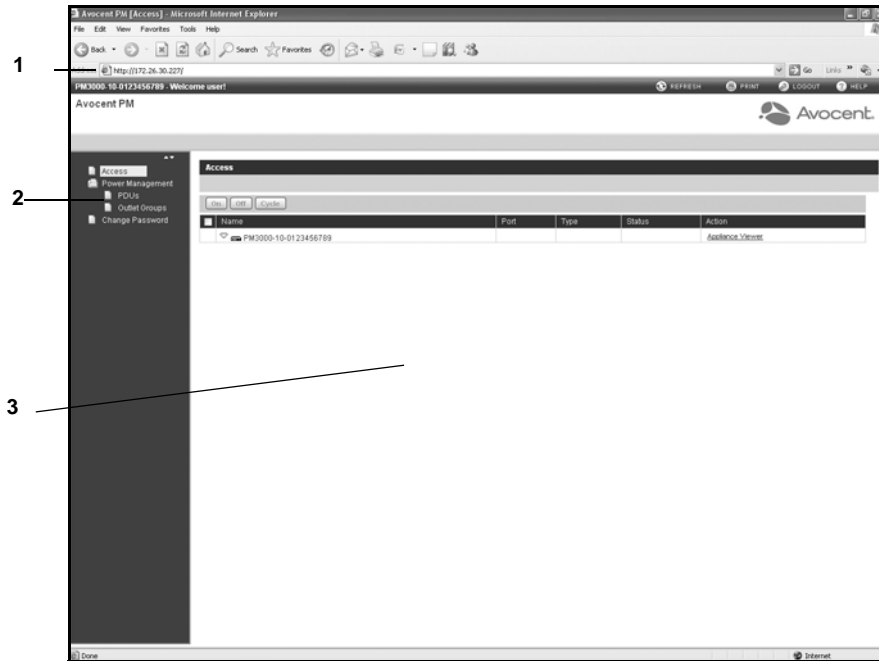 Avocent PM [Access] - Microsoft Internet Explorer
File Edit View Favorites Tools Help
Back Search Favorites
1
http://172.26.30.227/ Go Links »
PM3000-10-0123456789 - Welcome user! REFRESH PRINT LOGOUT HELP
Avocent PM
Avocent.
Access
Power Management
2
PDUs
Outlet Groups
Change Password
Access
On Off Cycle
Name Port Type Status Action
PM3000-10-0123456789 Appliance Viewer
3
Done Internet